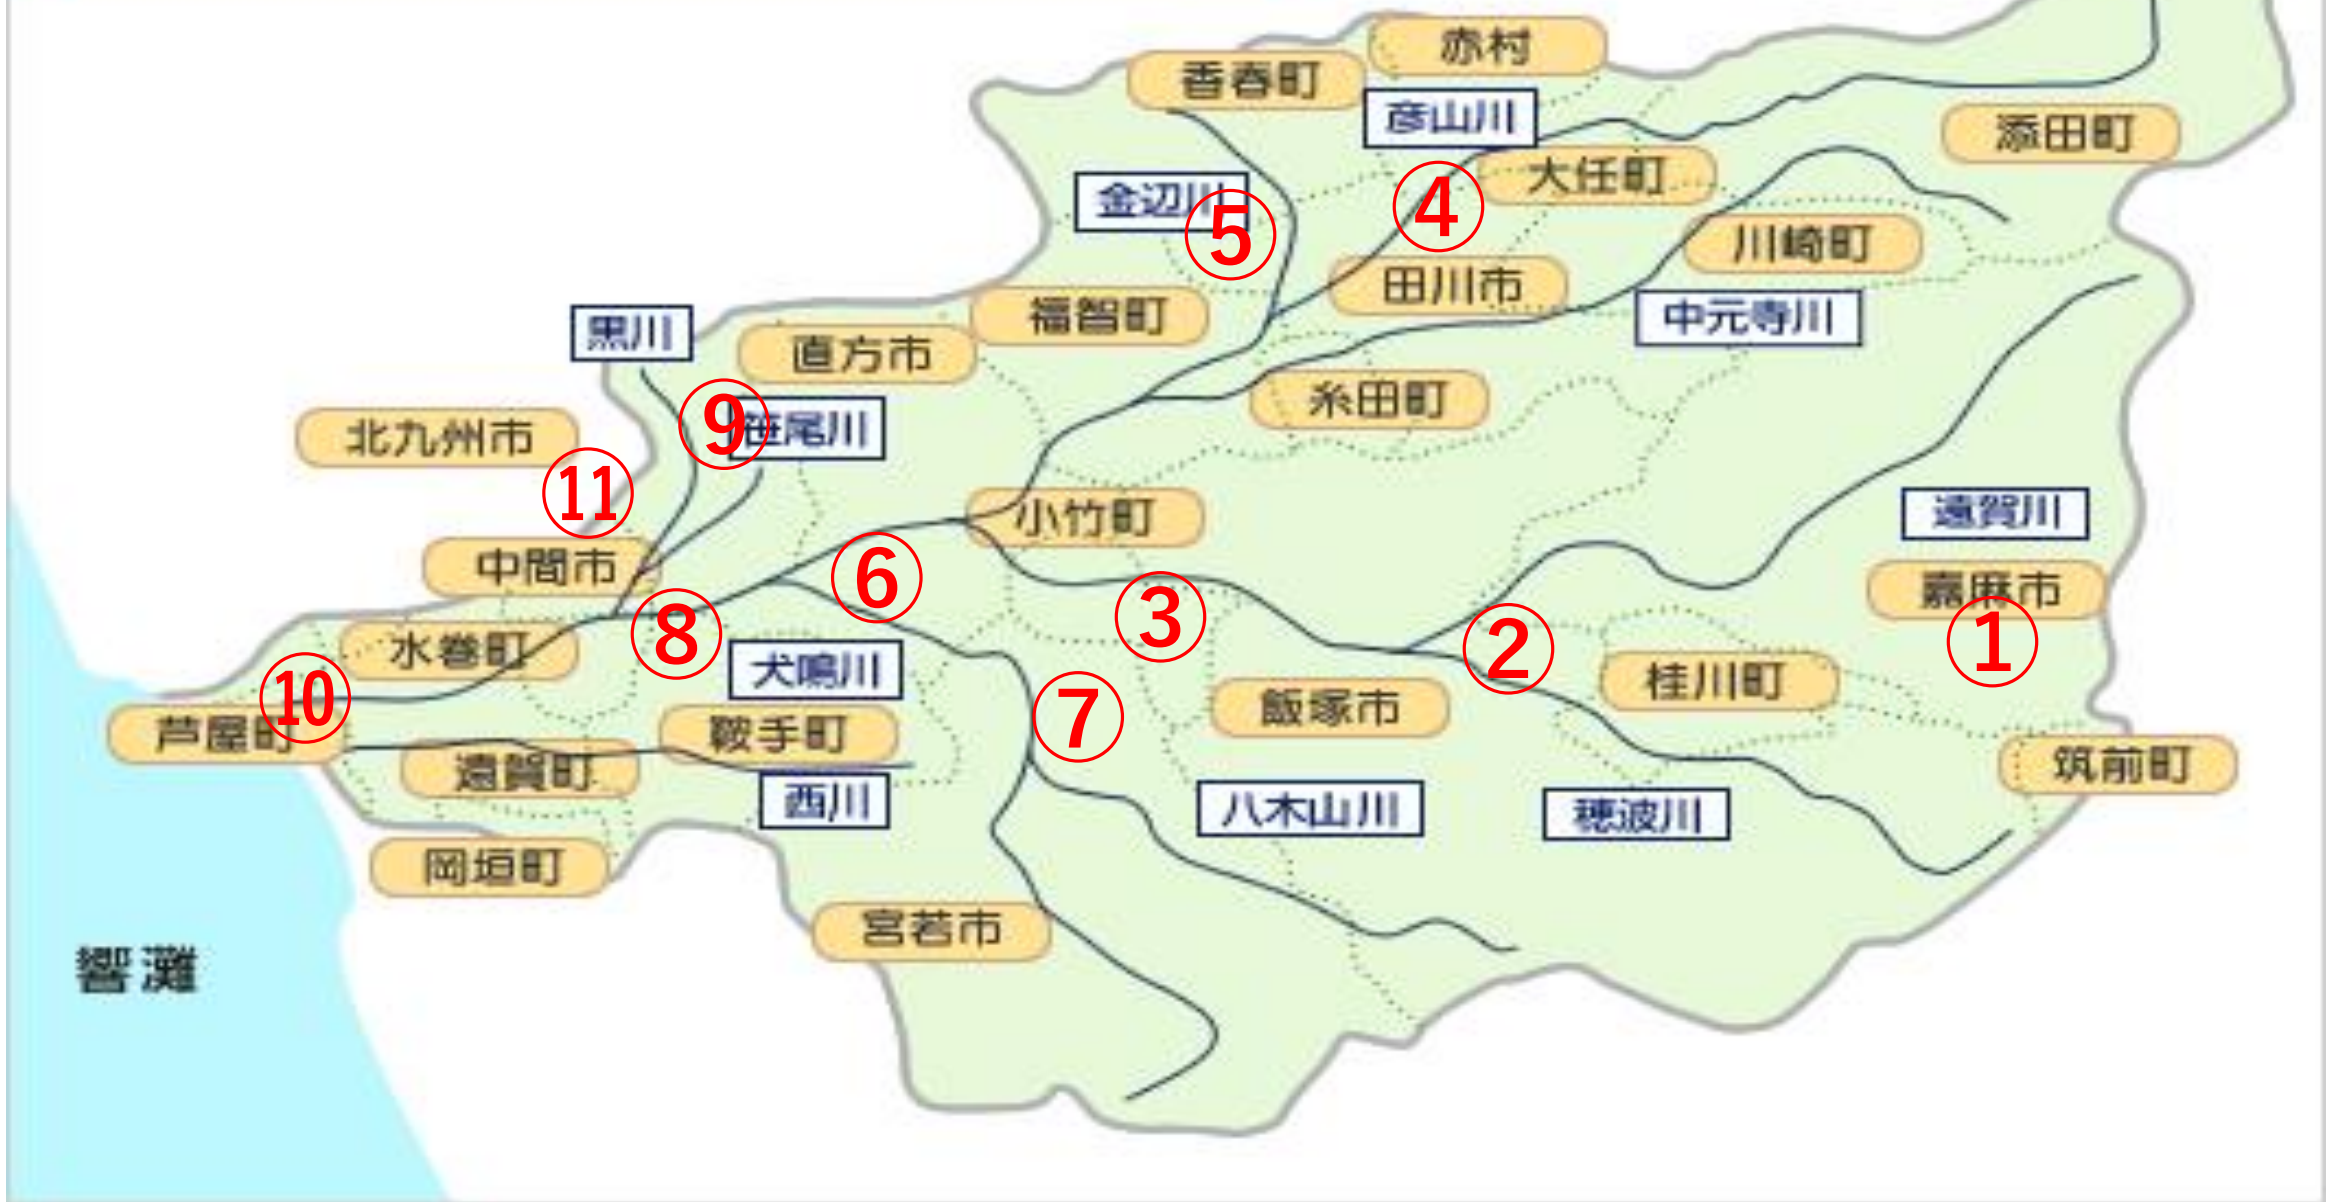 赤村
香春町
彦山川
添田町
大任町
金辺川
④
⑤
川崎町
田川市
福智町
中元寺川
黒川
直方市
糸田町
⑨
笹尾川
北九州市
⑪
小竹町
遠賀川
中間市
⑥
嘉麻市
①
③
⑧
②
水巻町
犬鳴川
桂川町
⑩
⑦
飯塚市
芦屋町
鞍手町
遠賀町
筑前町
西川
八木山川
穂波川
岡垣町
宮若市
響灘